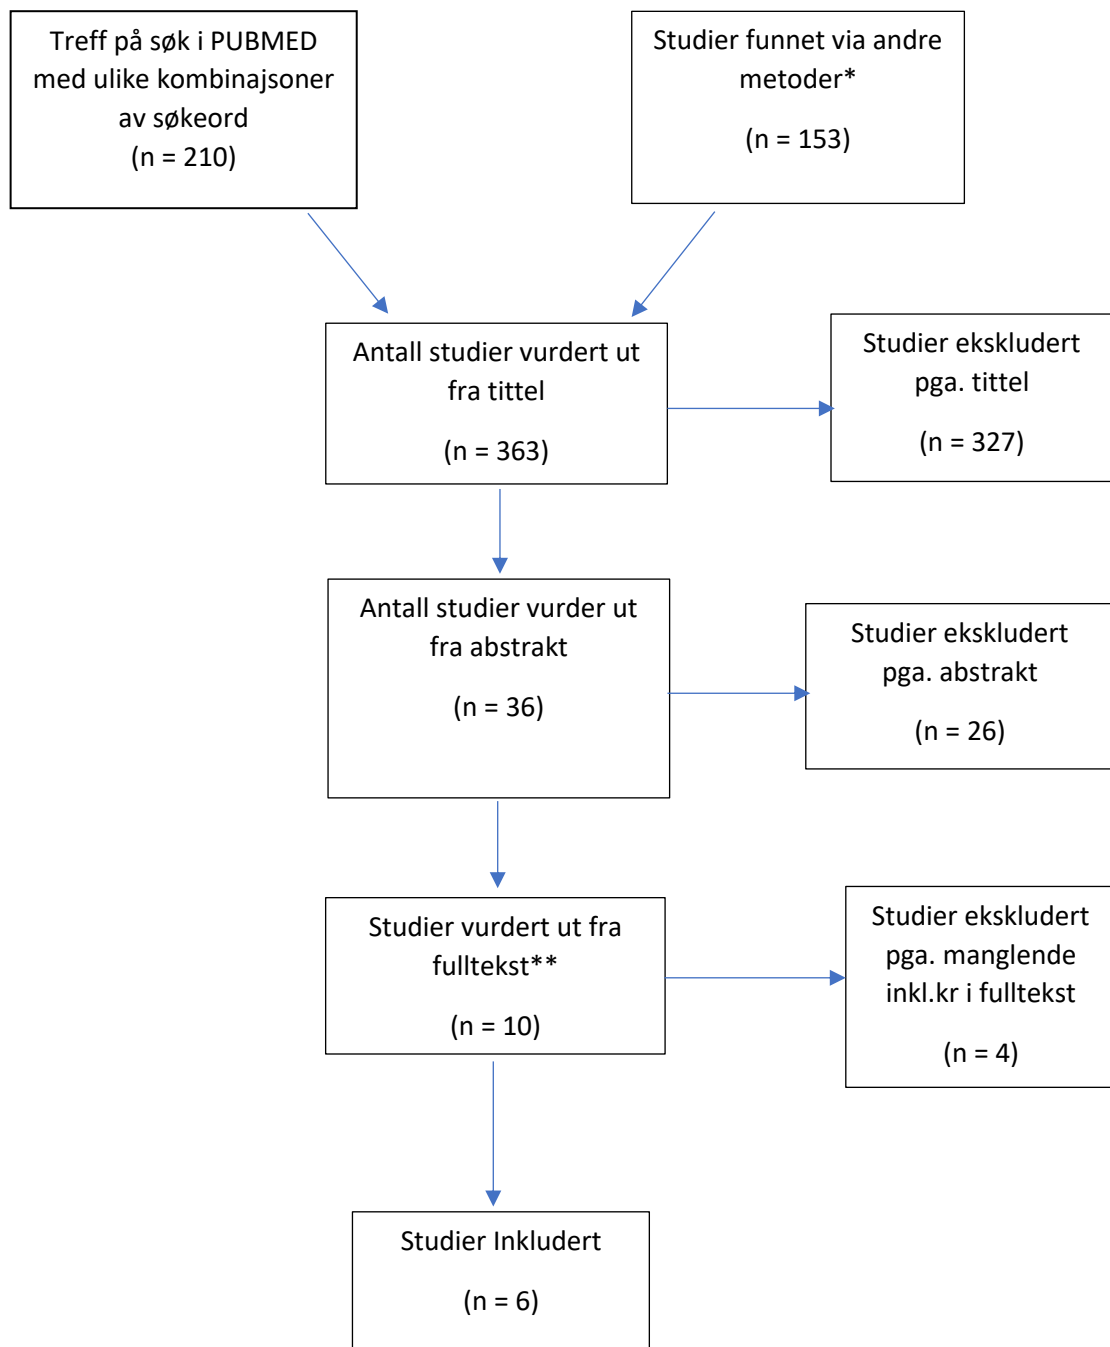 Treff på søk i PUBMED
med ulike kombinajsoner
av søkeord
(n = 210)
Studier funnet via andre
metoder*
(n = 153)
Antall studier vurdert ut
fra tittel
(n = 363)
Studier ekskludert
pga. tittel
(n = 327)
Antall studier vurder ut
fra abstrakt
(n = 36)
Studier ekskludert
pga. abstrakt
(n = 26)
Studier vurdert ut fra
fulltekst**
(n = 10)
Studier ekskludert
pga. manglende
inkl.kr i fulltekst
(n = 4)
Studier Inkludert
(n = 6)